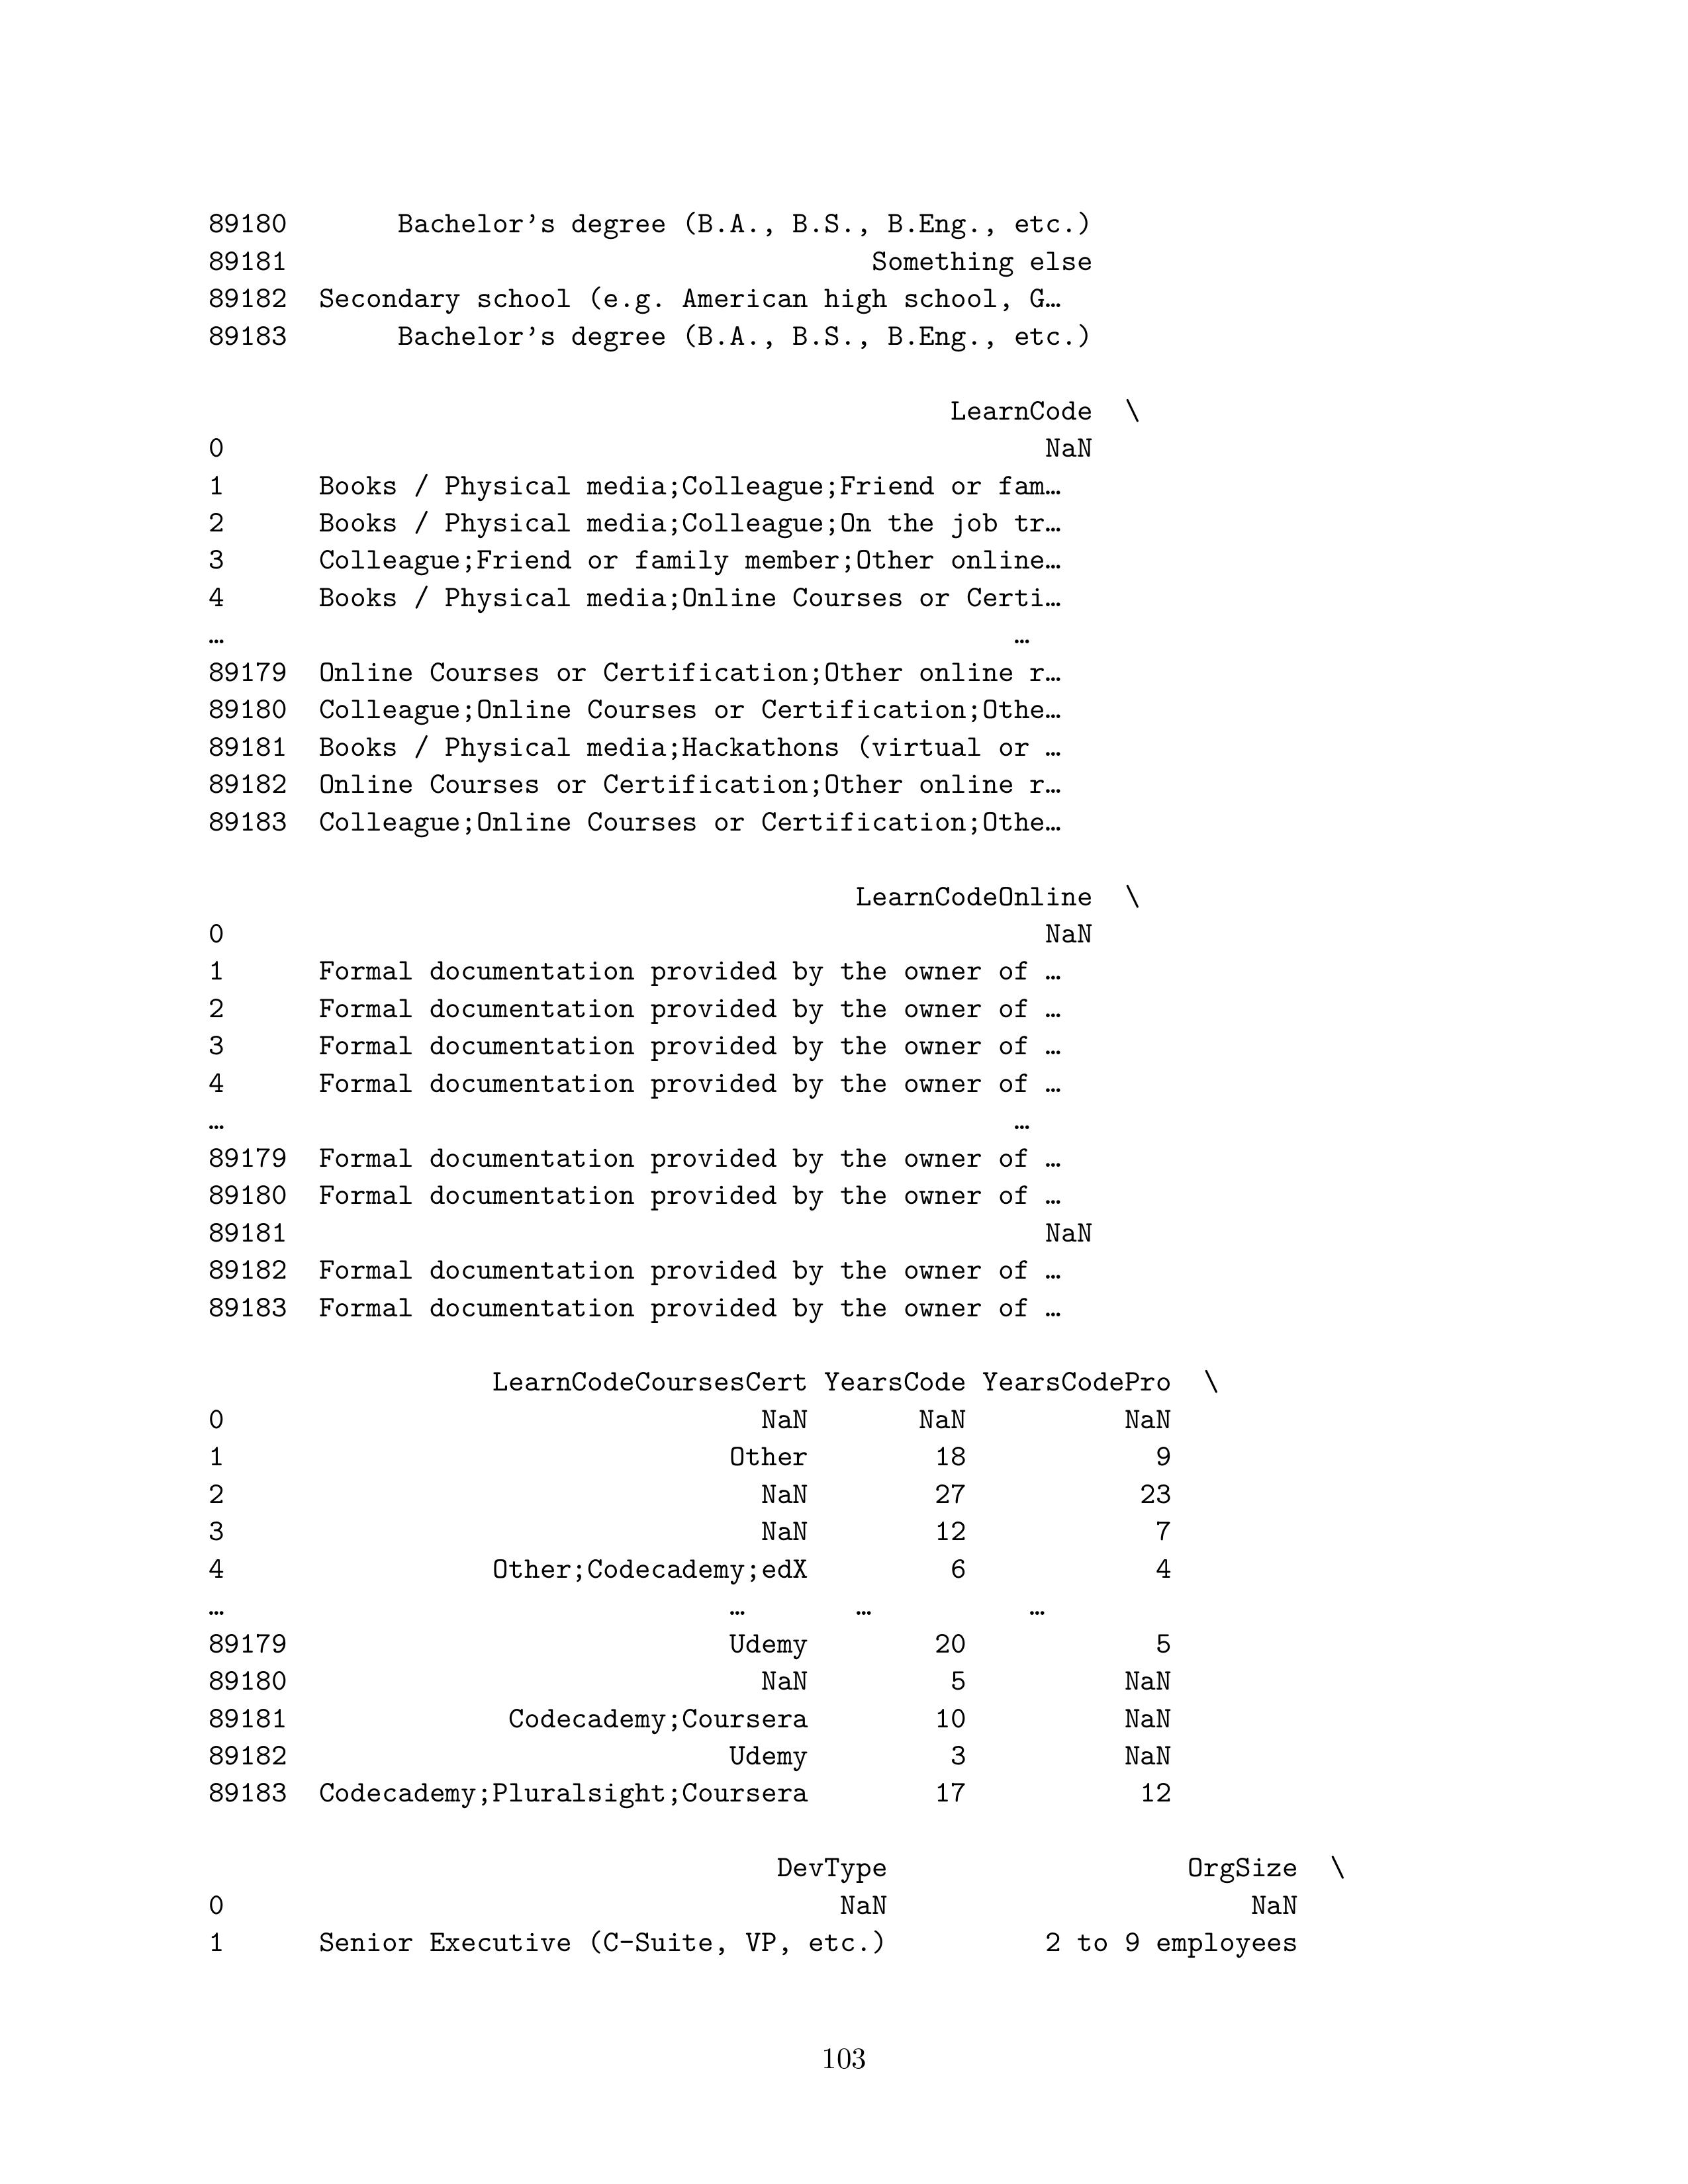 89180       Bachelor’s degree (B.A., B.S., B.Eng., etc.)
89181                                     Something else
89182  Secondary school (e.g. American high school, G…
89183       Bachelor’s degree (B.A., B.S., B.Eng., etc.)
LearnCode  \
0                                                    NaN
1      Books / Physical media;Colleague;Friend or fam…
2      Books / Physical media;Colleague;On the job tr…
3      Colleague;Friend or family member;Other online…
4      Books / Physical media;Online Courses or Certi…
…                                                  …
89179  Online Courses or Certification;Other online r…
89180  Colleague;Online Courses or Certification;Othe…
89181  Books / Physical media;Hackathons (virtual or …
89182  Online Courses or Certification;Other online r…
89183  Colleague;Online Courses or Certification;Othe…
LearnCodeOnline  \
0                                                    NaN
1      Formal documentation provided by the owner of …
2      Formal documentation provided by the owner of …
3      Formal documentation provided by the owner of …
4      Formal documentation provided by the owner of …
…                                                  …
89179  Formal documentation provided by the owner of …
89180  Formal documentation provided by the owner of …
89181                                                NaN
89182  Formal documentation provided by the owner of …
89183  Formal documentation provided by the owner of …
LearnCodeCoursesCert YearsCode YearsCodePro  \
0                                  NaN       NaN          NaN
1                                Other        18            9
2                                  NaN        27           23
3                                  NaN        12            7
4                 Other;Codecademy;edX         6            4
…                                …       …          …
89179                            Udemy        20            5
89180                              NaN         5          NaN
89181              Codecademy;Coursera        10          NaN
89182                            Udemy         3          NaN
89183  Codecademy;Pluralsight;Coursera        17           12
DevType                   OrgSize  \
0                                       NaN                       NaN
1      Senior Executive (C-Suite, VP, etc.)          2 to 9 employees
103